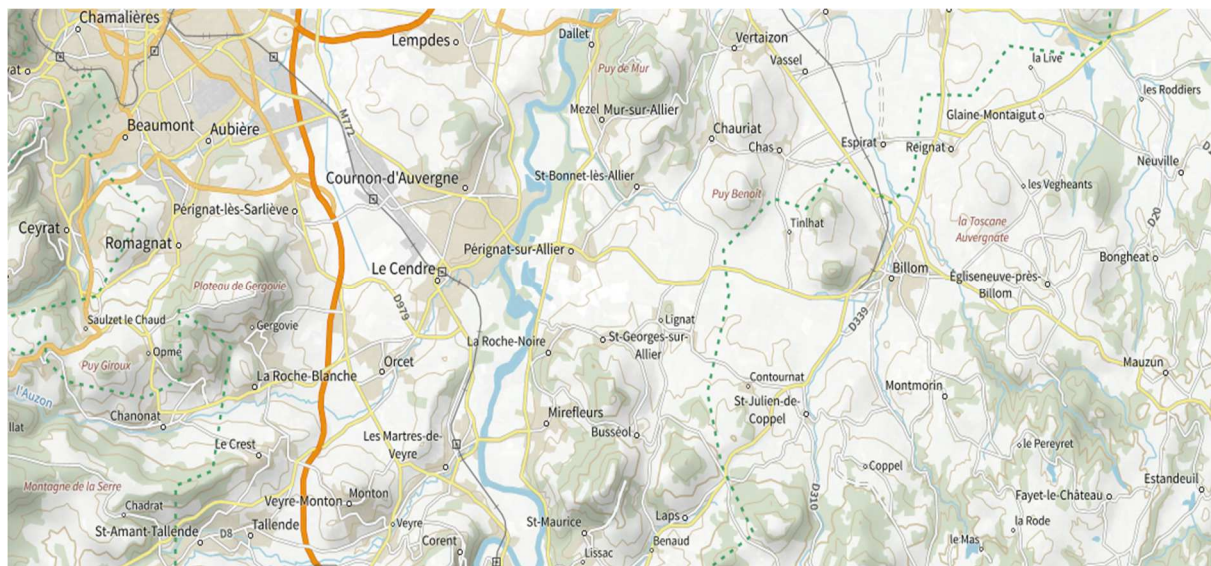 Chamalières
Lempdes
Dallet
Vertaizon
Puy de Mur
Vassel
la Live
les Roddiers
yat
M772
Mezel Mur-sur-Allier
Glaine-Montaigut
Beaumont
Aubière
Chauriat
Chas
Espirat
Reignat
Neuville
Cournon-d'Auvergne
St-Bonnet-lès-Allier
Puy Benoit
les Vegheants
Pérignat-lès-Sarliève
Tinlhat
la Toscane
Auvergnate
D20
Ceyrat
Romagnat
Pérignat-sur-Allier
Bongheat
Le Cendre
Billom
Égliseneuve-près-
Billom
Plateau de Gergovie
D979
Saulzet le Chaud
Gergovie
Lignat
D339
La Roche-Noire
St-Georges-sur-
Allier
Opme
Puy Giroux
Orcet
Mauzun
La Roche-Blanche
Contournat
Montmorin
l'Auzon
St-Julien-de-
Coppel
Chanonat
Mirefleurs
llat
Le Crest
Les Martres-de-
Veyre
Busséol
le Pereyret
Coppel
Montagne de la Serre
Estandeuil
Monton
Veyre-Monton
Fayet-le-Château
Chadrat
D310
St-Amant-Tallende
D8
Tallende
Veyre
St-Maurice
Laps
la Rode
Corent
Lissac
Benaud
le Mas